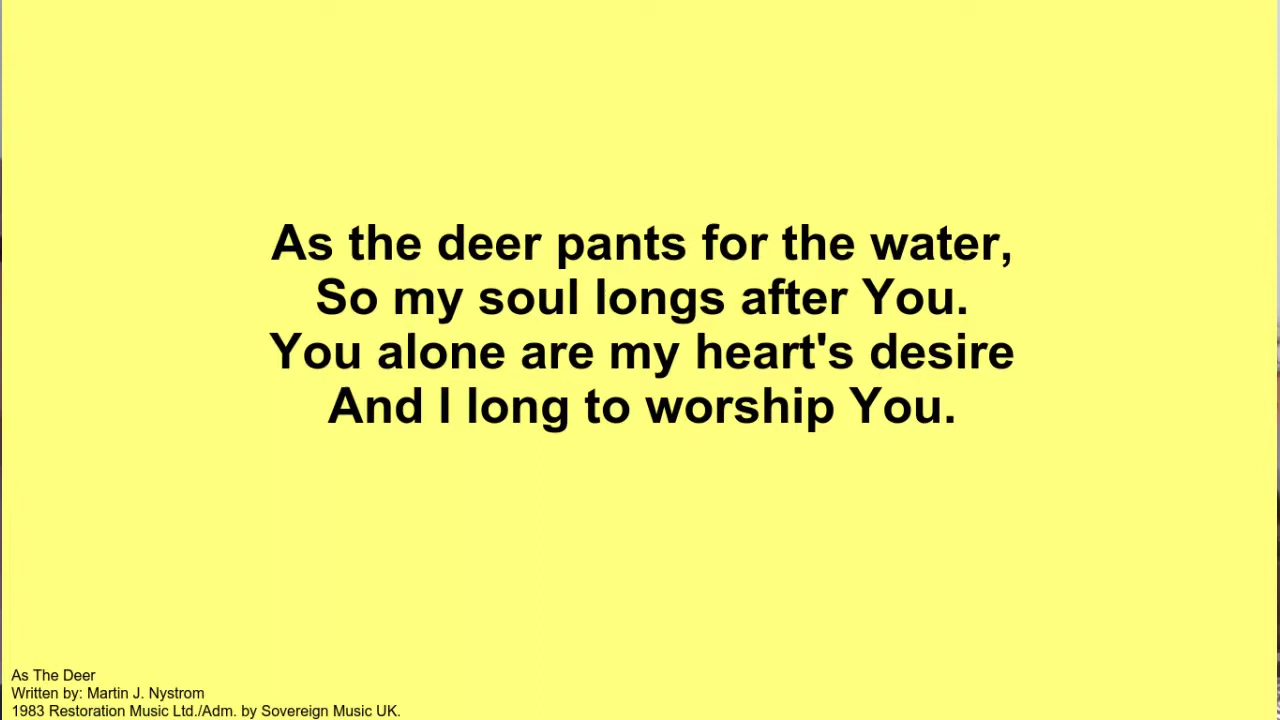 As the deer pants for the water,
So my soul longs after You.
You alone are my heart's desire
And I long to worship You.
As The Deer
Written by: Martin J. Nystrom
1983 Restoration Music Ltd./Adm. by Sovereign Music UK.